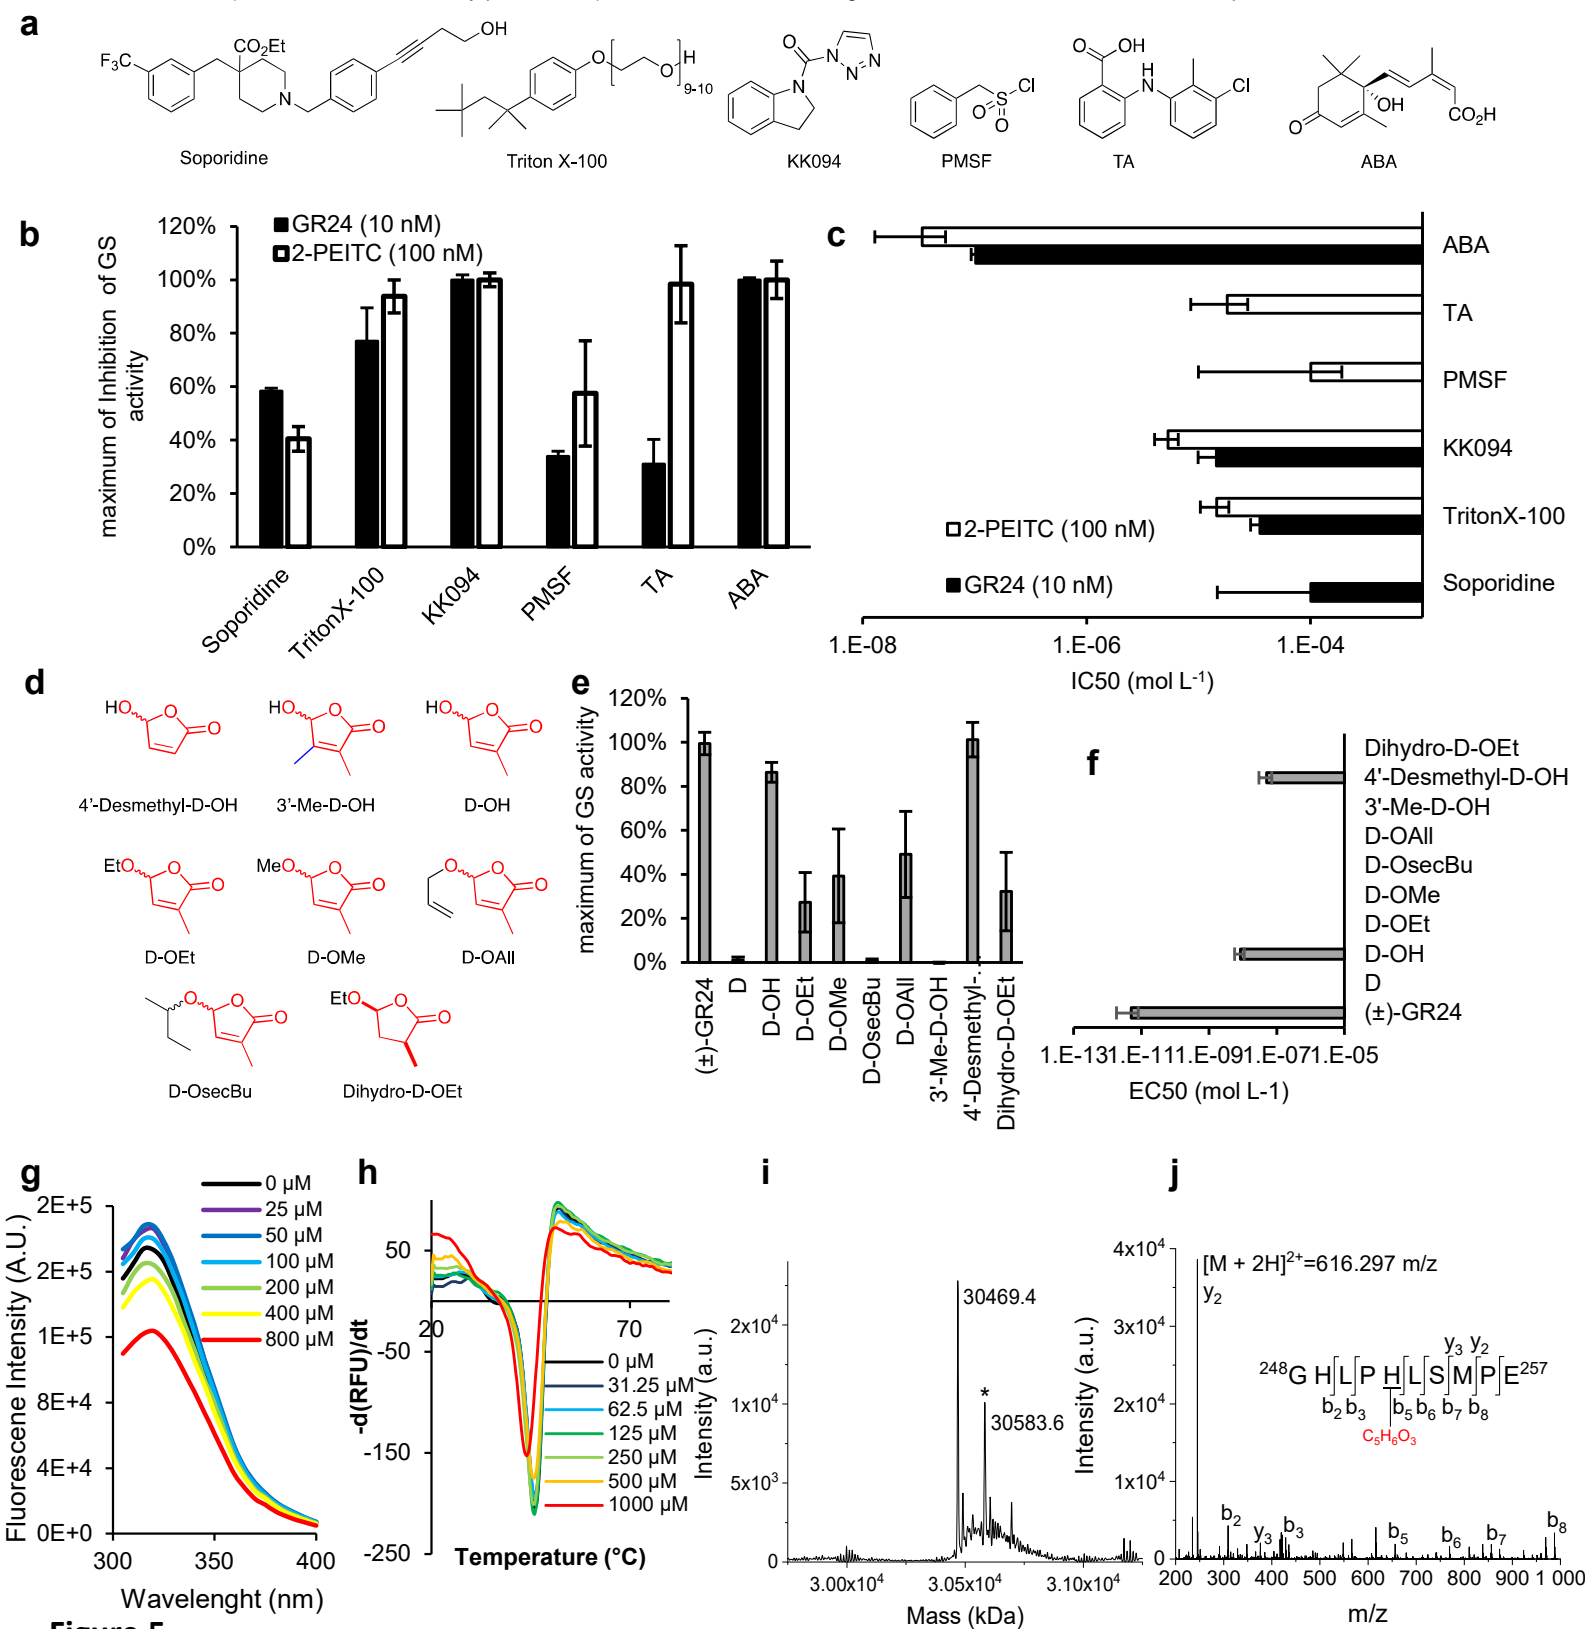 a
F₃C
CO₂Et
N
OH
Soporidine
O
O
H
9-10
Triton X-100
O
N
N
N
N
KK094
Cl
S
O
O
PMSF
O
OH
H
N
Cl
TA
O
OH
CO₂H
ABA
b
maximum of Inhibition of GS
activity
GR24 (10 nM)
2-PEITC (100 nM)
120%
100%
80%
60%
40%
20%
0%
Soporidine
TritonX-100
KK094
PMSF
TA
ABA
c
ABA
TA
PMSF
KK094
TritonX-100
Soporidine
2-PEITC (100 nM)
GR24 (10 nM)
1.E-08
1.E-06
1.E-04
IC50 (mol L⁻¹)
d
HO
O
O
4'-Desmethyl-D-OH
HO
O
O
3'-Me-D-OH
HO
O
O
D-OH
EtO
O
O
D-OEt
MeO
O
O
D-OMe
O
O
O
D-OAll
O
O
O
D-OsecBu
EtO
O
O
Dihydro-D-OEt
e
maximum of GS activity
120%
100%
80%
60%
40%
20%
0%
(±)-GR24
D
D-OH
D-OEt
D-OMe
D-OsecBu
D-OAll
3'-Me-D-OH
4'-Desmethyl-…
Dihydro-D-OEt
f
Dihydro-D-OEt
4'-Desmethyl-D-OH
3'-Me-D-OH
D-OAll
D-OsecBu
D-OMe
D-OEt
D-OH
D
(±)-GR24
1.E-131.E-111.E-091.E-071.E-05
EC50 (mol L-1)
g
Fluorescene Intensity (A.U.)
2E+5
2E+5
1E+5
8E+4
4E+4
0E+0
300
350
400
Wavelenght (nm)
0 µM
25 µM
50 µM
100 µM
200 µM
400 µM
800 µM
h
-d(RFU)/dt
50
-50
-150
-250
20
70
0 µM
31.25 µM
62.5 µM
125 µM
250 µM
500 µM
1000 µM
Temperature (°C)
i
Intensity (a.u.)
2x10⁴
1x10⁴
5x10³
0
30469.4
*
30583.6
3.00x10⁴
3.05x10⁴
3.10x10⁴
Mass (kDa)
j
Intensity (a.u.)
4x10⁴
3x10⁴
2x10⁴
1x10⁴
0
[M + 2H]²⁺=616.297 m/z
y₂
y₃ y₂
²⁴⁸G H L P H L S M P E²⁵⁷
b₂ b₃ b₅ b₆ b₇ b₈
C₅H₆O₃
b₂
y₃
b₃
b₅
b₆
b₇
b₈
200 300 400 500 600 700 800 900 1 000
m/z